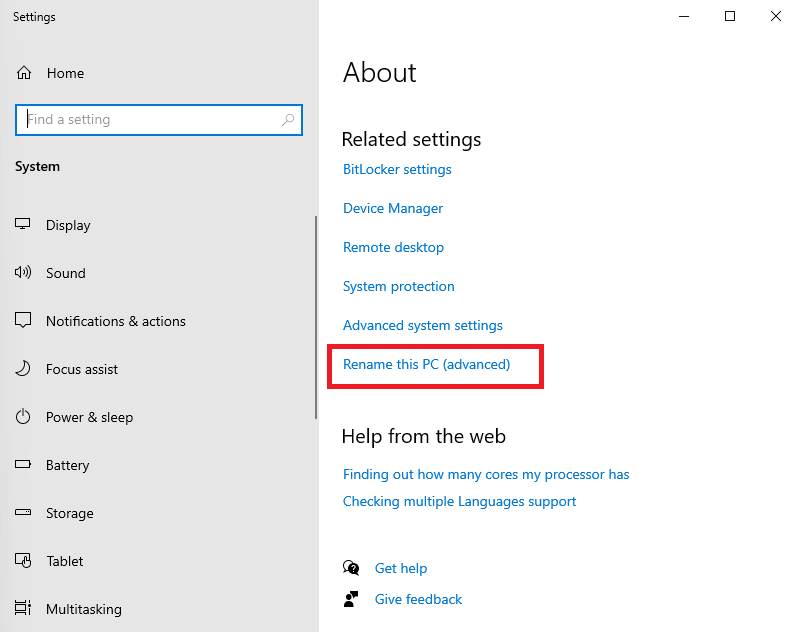 Settings
Home
Find a setting
System
Display
Sound
Notifications & actions
Focus assist
Power & sleep
Battery
Storage
Tablet
Multitasking
About
Related settings
BitLocker settings
Device Manager
Remote desktop
System protection
Advanced system settings
Rename this PC (advanced)
Help from the web
Finding out how many cores my processor has
Checking multiple Languages support
Get help
Give feedback